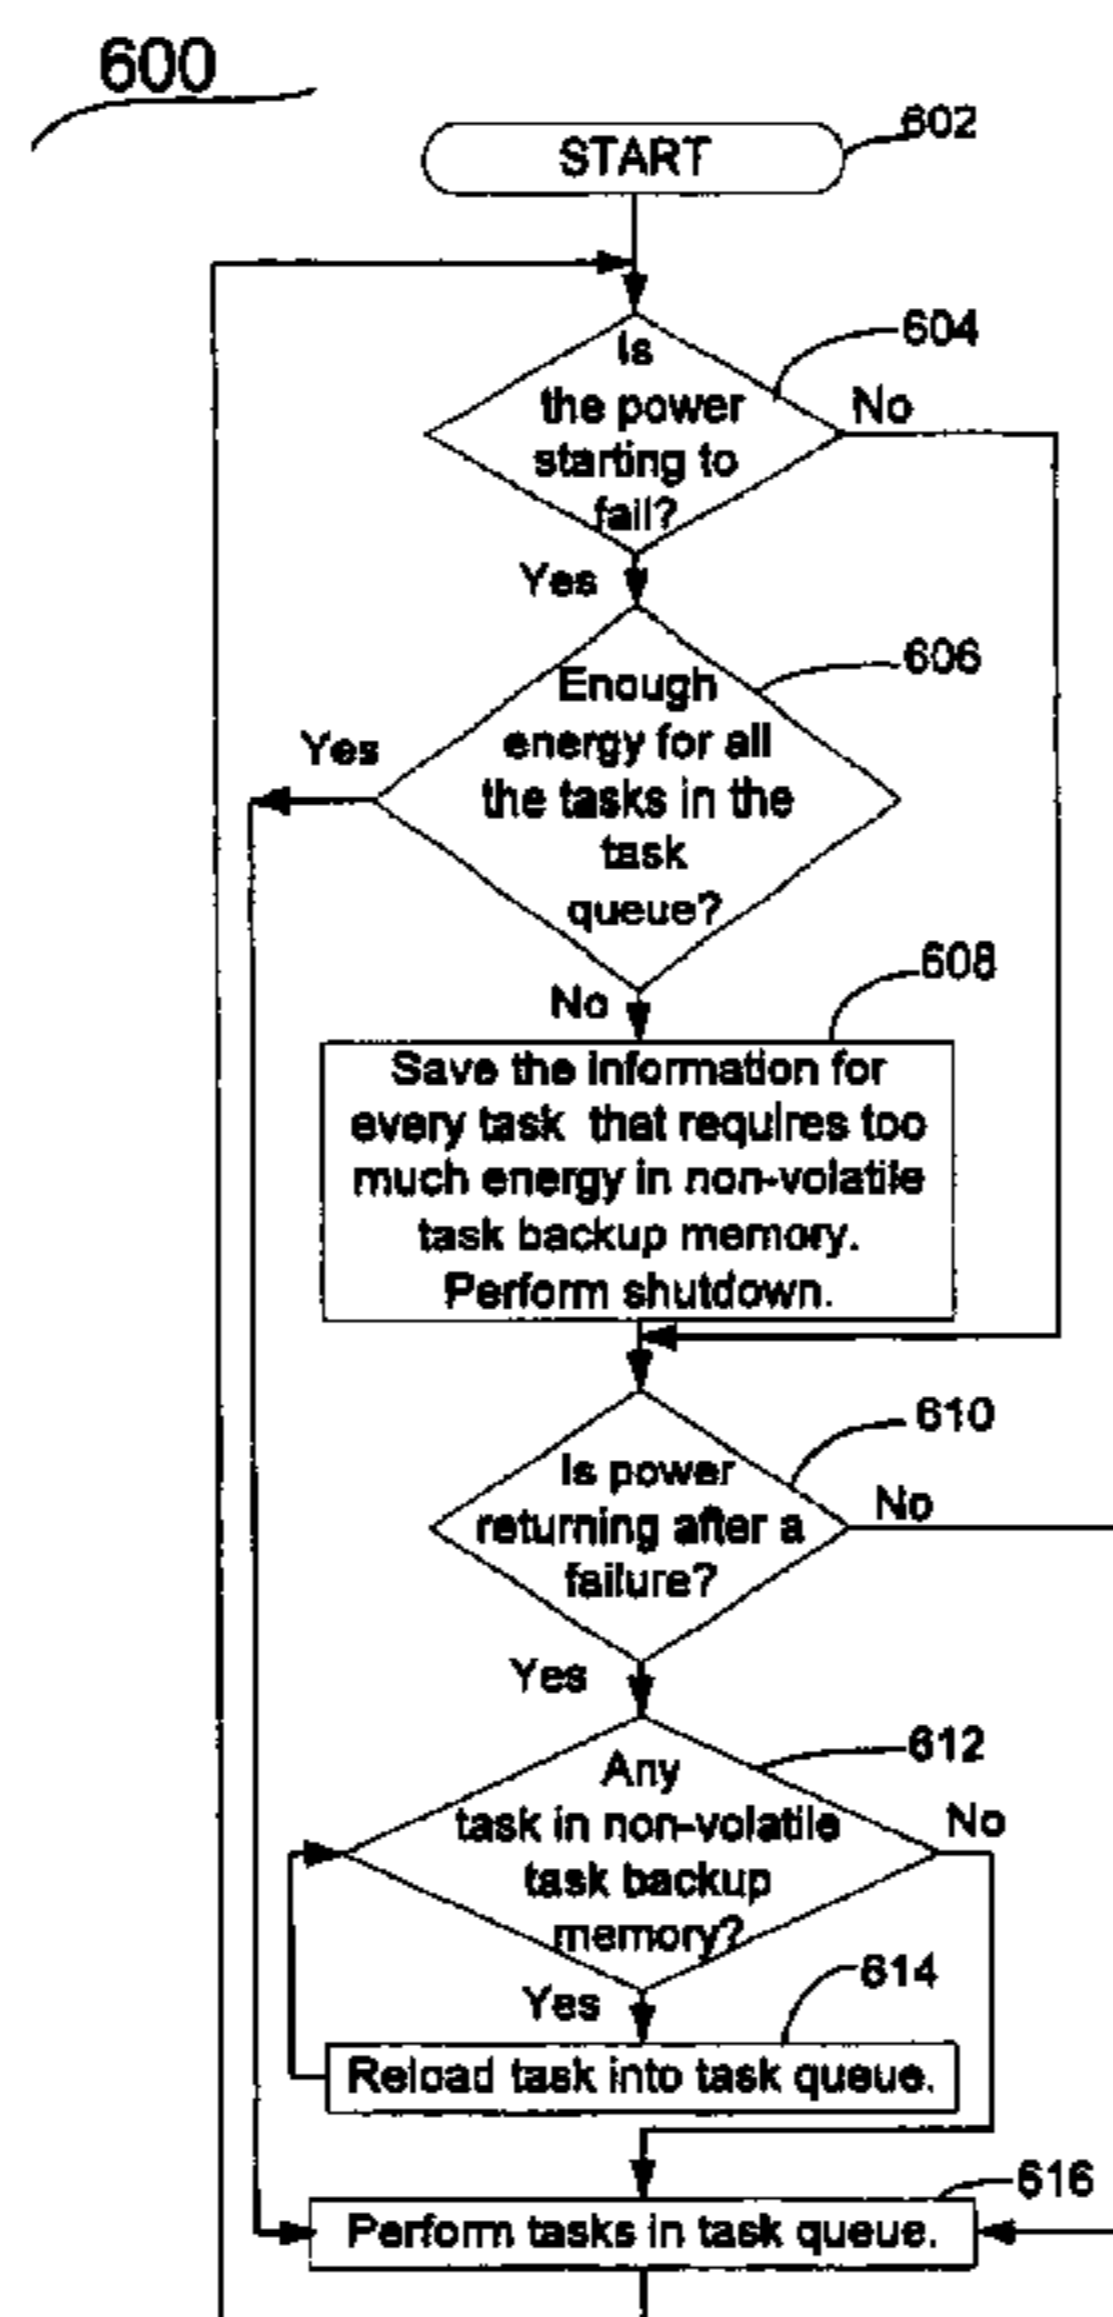 600
START
602
Is
the power
starting to
fail?
604
No
Yes
Enough
energy for all
the tasks in the
task
queue?
606
Yes
No
608
Save the information for
every task that requires too
much energy in non-volatile
task backup memory.
Perform shutdown.
Is power
returning after a
failure?
610
No
Yes
Any
task in non-volatile
task backup
memory?
612
No
Yes
614
Reload task into task queue.
616
Perform tasks in task queue.